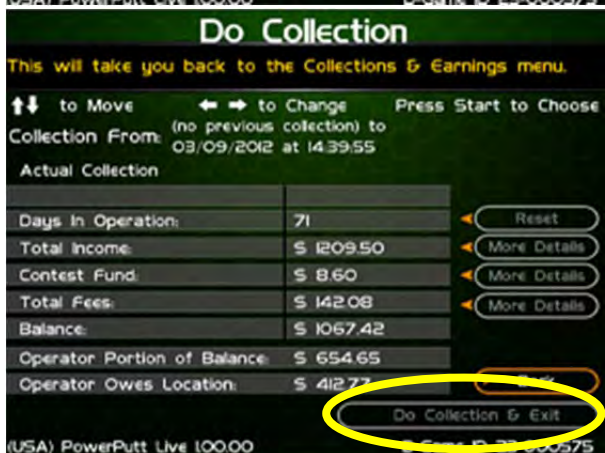 Do Collection
This will take you back to the Collections & Earnings menu.
to Move to Change Press Start to Choose
Collection From: (no previous collection) to
03/09/2012 at 14:39:55
Actual Collection
Days In Operation: 71 Reset
Total Income: $ 1209.50 More Details
Contest Fund: $ 8.60 More Details
Total Fees: $ 142.08 More Details
Balance: $ 1067.42
Operator Portion of Balance: $ 654.65
Operator Owes Location: $ 412.77 Back
Do Collection & Exit
(USA) PowerPutt Live 1.00.00